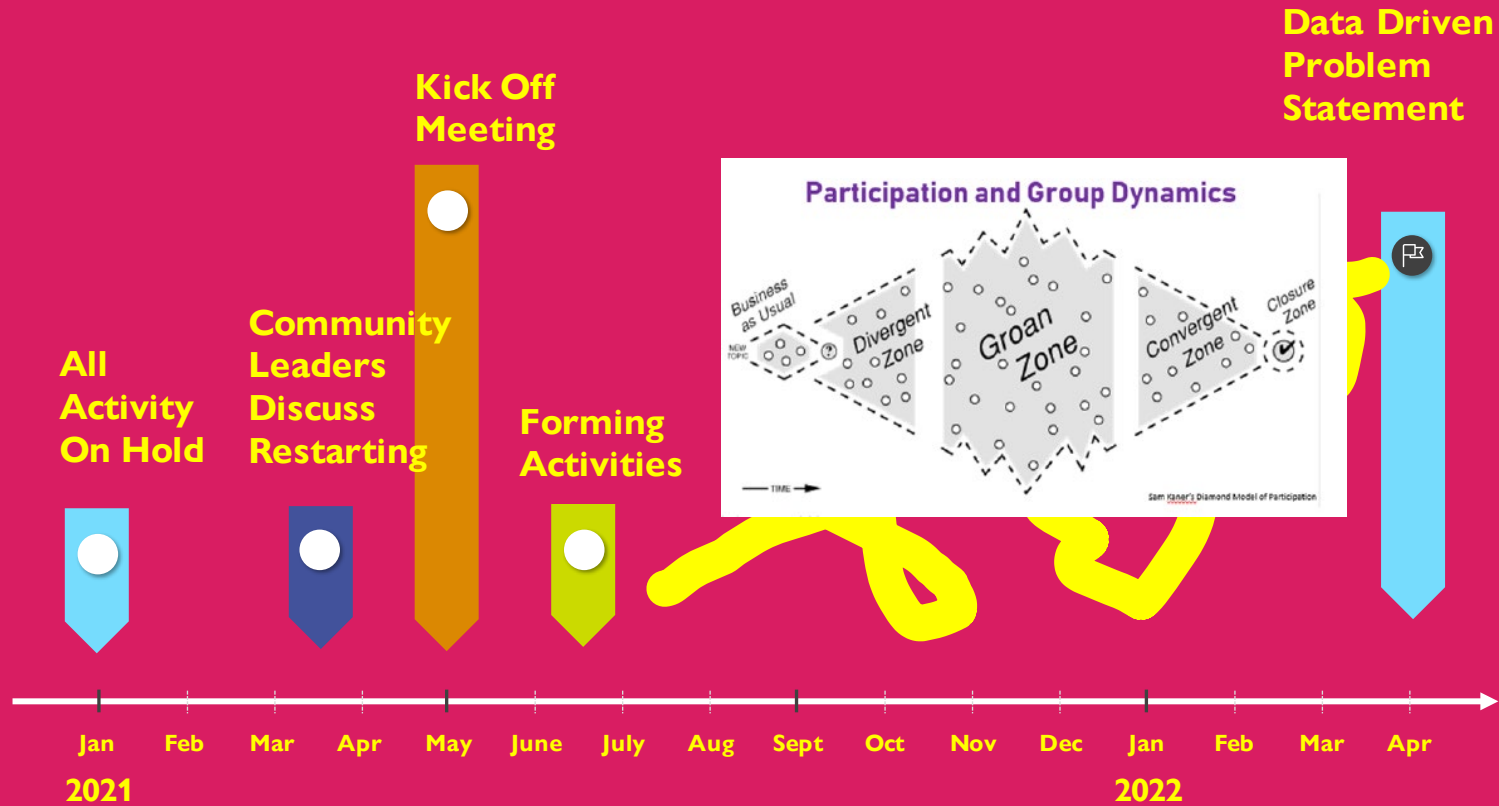 Data Driven
Problem
Statement
Kick Off
Meeting
Community
Leaders
Discuss
Restarting
All
Activity
On Hold
Forming
Activities
Participation and Group Dynamics
Business
as Usual
NEW
TOPIC
?
Divergent
Zone
Groan
Zone
Convergent
Zone
Closure
Zone
TIME
Sam Kaner's Diamond Model of Participation
Jan Feb Mar Apr May June July Aug Sept Oct Nov Dec Jan Feb Mar Apr
2021 2022